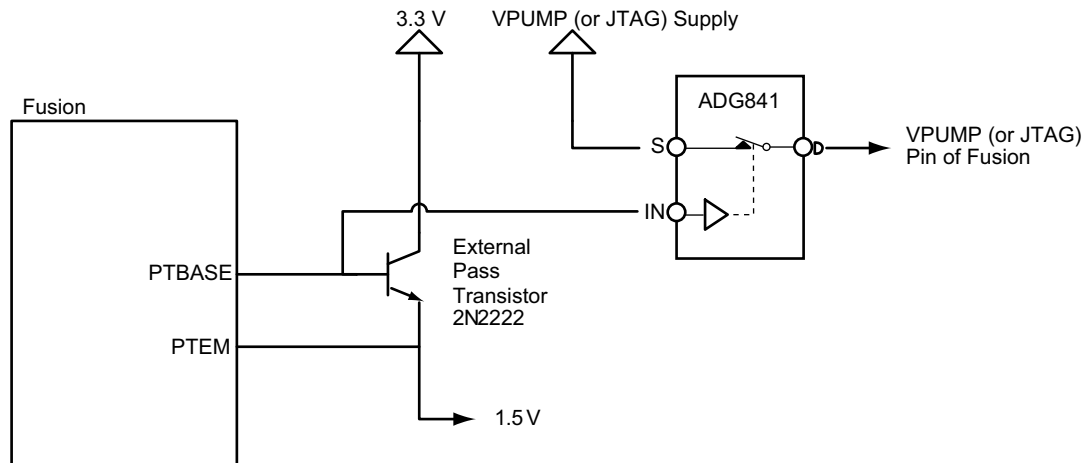 3.3 V
VPUMP (or JTAG) Supply
Fusion
ADG841
S
D
VPUMP (or JTAG)
Pin of Fusion
IN
PTBASE
External
Pass
Transistor
2N2222
PTEM
1.5 V